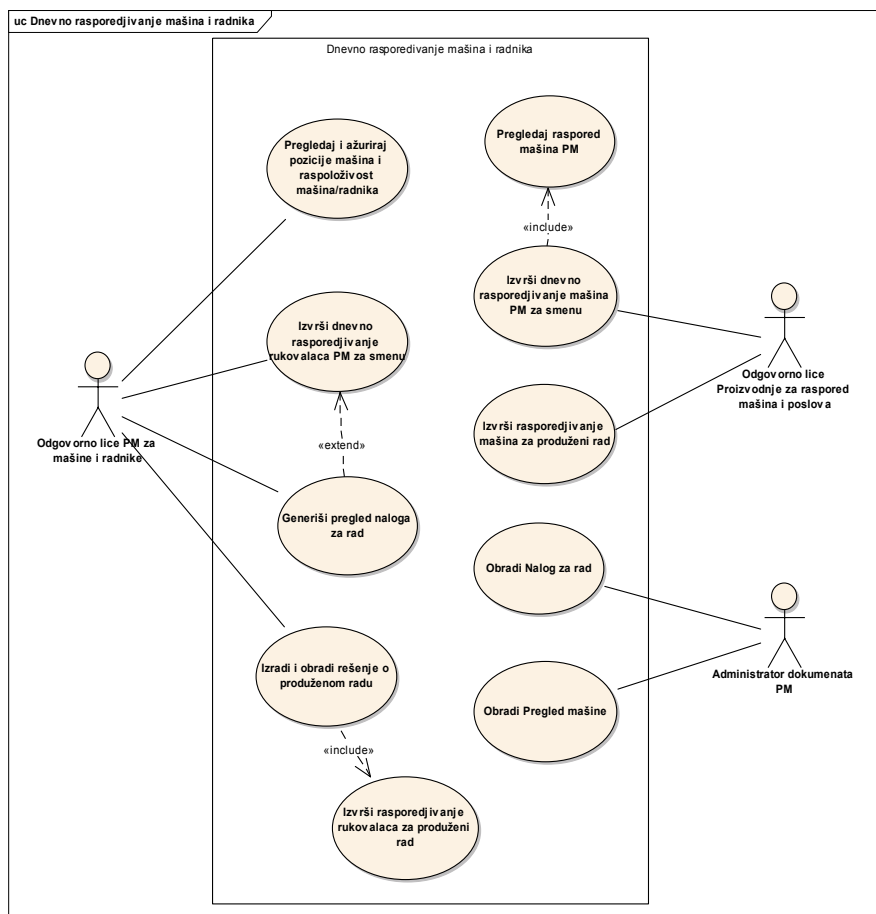 uc Dnevno rasporedjivanje mašina i radnika
Dnevno raspoređivanje mašina i radnika
Pregledaj i ažuriraj
pozicije mašina i
raspoloživost
mašina/radnika
Pregledaj raspored
mašina PM
«include»
Izvrši dnevno
rasporedjivanje mašina
PM za smenu
Izvrši dnevno
rasporedjivanje
rukovalaca PM za smenu
Odgovorno lice
Proizvodnje za raspored
mašina i poslova
Izvrši rasporedjivanje
mašina za produženi rad
Odgovorno lice PM za
mašine i radnike
«extend»
Generiši pregled naloga
za rad
Obradi Nalog za rad
Izradi i obradi rešenje o
produženom radu
Administrator dokumenata
PM
Obradi Pregled mašine
«include»
Izvrši rasporedjivanje
rukovalaca za produženi
rad